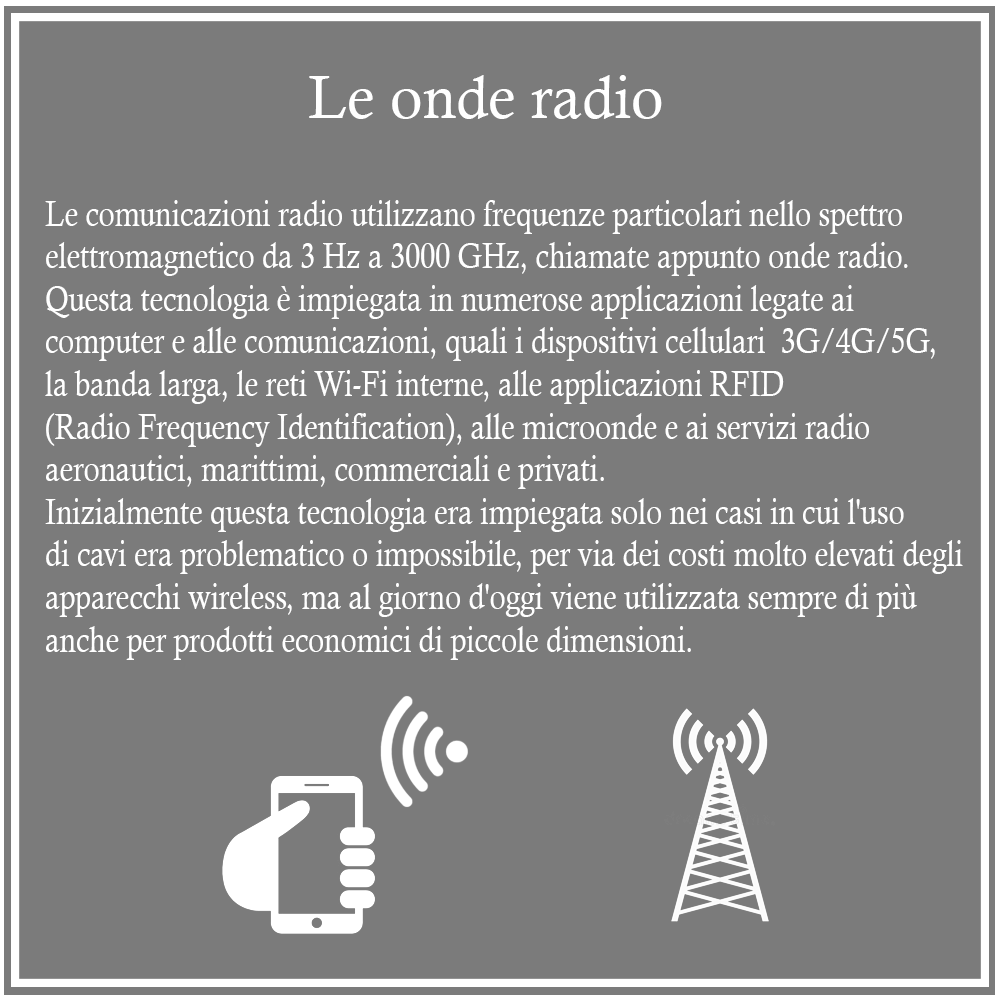 Le onde radio
Le comunicazioni radio utilizzano frequenze particolari nello spettro
elettromagnetico da 3 Hz a 3000 GHz, chiamate appunto onde radio.
Questa tecnologia è impiegata in numerose applicazioni legate ai
computer e alle comunicazioni, quali i dispositivi cellulari  3G/4G/5G,
la banda larga, le reti Wi-Fi interne, alle applicazioni RFID
(Radio Frequency Identification), alle microonde e ai servizi radio
aeronautici, marittimi, commerciali e privati.
Inizialmente questa tecnologia era impiegata solo nei casi in cui l'uso
di cavi era problematico o impossibile, per via dei costi molto elevati degli
apparecchi wireless, ma al giorno d'oggi viene utilizzata sempre di più
anche per prodotti economici di piccole dimensioni.